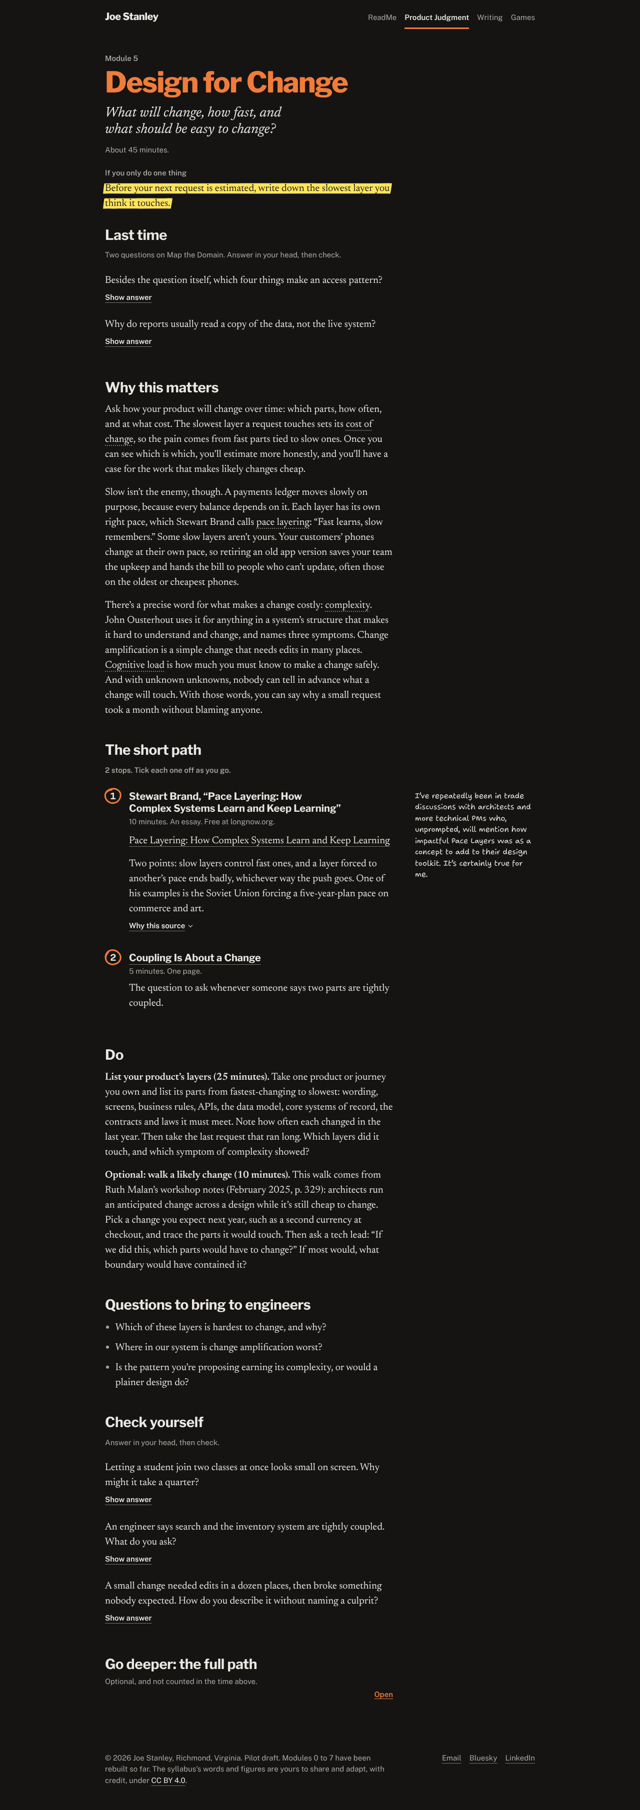 Joe Stanley
ReadMe Product Judgment Writing Games
Module 5
Design for Change
What will change, how fast, and
what should be easy to change?
About 45 minutes.
If you only do one thing
Before your next request is estimated, write down the slowest layer you
think it touches.
Last time
Two questions on Map the Domain. Answer in your head, then check.
Besides the question itself, which four things make an access pattern?
Show answer
Why do reports usually read a copy of the data, not the live system?
Show answer
Why this matters
Ask how your product will change over time: which parts, how often,
and at what cost. The slowest layer a request touches sets its cost of
change, so the pain comes from fast parts tied to slow ones. Once you
can see which is which, you’ll estimate more honestly, and you’ll have a
case for the work that makes likely changes cheap.
Slow isn’t the enemy, though. A payments ledger moves slowly on
purpose, because every balance depends on it. Each layer has its own
right pace, which Stewart Brand calls pace layering: “Fast learns, slow
remembers.” Some slow layers aren’t yours. Your customers’ phones
change at their own pace, so retiring an old app version saves your team
the upkeep and hands the bill to people who can’t update, often those
on the oldest or cheapest phones.
There’s a precise word for what makes a change costly: complexity.
John Ousterhout uses it for anything in a system’s structure that makes
it hard to understand and change, and names three symptoms. Change
amplification is a simple change that needs edits in many places.
Cognitive load is how much you must know to make a change safely.
And with unknown unknowns, nobody can tell in advance what a
change will touch. With those words, you can say why a small request
took a month without blaming anyone.
The short path
2 stops. Tick each one off as you go.
1
Stewart Brand, “Pace Layering: How
Complex Systems Learn and Keep Learning”
10 minutes. An essay. Free at longnow.org.
Pace Layering: How Complex Systems Learn and Keep Learning
Two points: slow layers control fast ones, and a layer forced to
another’s pace ends badly, whichever way the push goes. One of
his examples is the Soviet Union forcing a five-year-plan pace on
commerce and art.
Why this source
I’ve repeatedly been in trade
discussions with architects and
more technical PMs who,
unprompted, will mention how
impactful Pace Layers was as a
concept to add to their design
toolkit. It’s certainly true for
me.
2
Coupling Is About a Change
5 minutes. One page.
The question to ask whenever someone says two parts are tightly
coupled.
Do
List your product’s layers (25 minutes). Take one product or journey
you own and list its parts from fastest-changing to slowest: wording,
screens, business rules, APIs, the data model, core systems of record, the
contracts and laws it must meet. Note how often each changed in the
last year. Then take the last request that ran long. Which layers did it
touch, and which symptom of complexity showed?
Optional: walk a likely change (10 minutes). This walk comes from
Ruth Malan’s workshop notes (February 2025, p. 329): architects run
an anticipated change across a design while it’s still cheap to change.
Pick a change you expect next year, such as a second currency at
checkout, and trace the parts it would touch. Then ask a tech lead: “If
we did this, which parts would have to change?” If most would, what
boundary would have contained it?
Questions to bring to engineers
• Which of these layers is hardest to change, and why?
• Where in our system is change amplification worst?
• Is the pattern you’re proposing earning its complexity, or would a
plainer design do?
Check yourself
Answer in your head, then check.
Letting a student join two classes at once looks small on screen. Why
might it take a quarter?
Show answer
An engineer says search and the inventory system are tightly coupled.
What do you ask?
Show answer
A small change needed edits in a dozen places, then broke something
nobody expected. How do you describe it without naming a culprit?
Show answer
Go deeper: the full path
Optional, and not counted in the time above.
Open
© 2026 Joe Stanley, Richmond, Virginia. Pilot draft. Modules 0 to 7 have been
rebuilt so far. The syllabus’s words and figures are yours to share and adapt, with
credit, under CC BY 4.0.
Email Bluesky LinkedIn